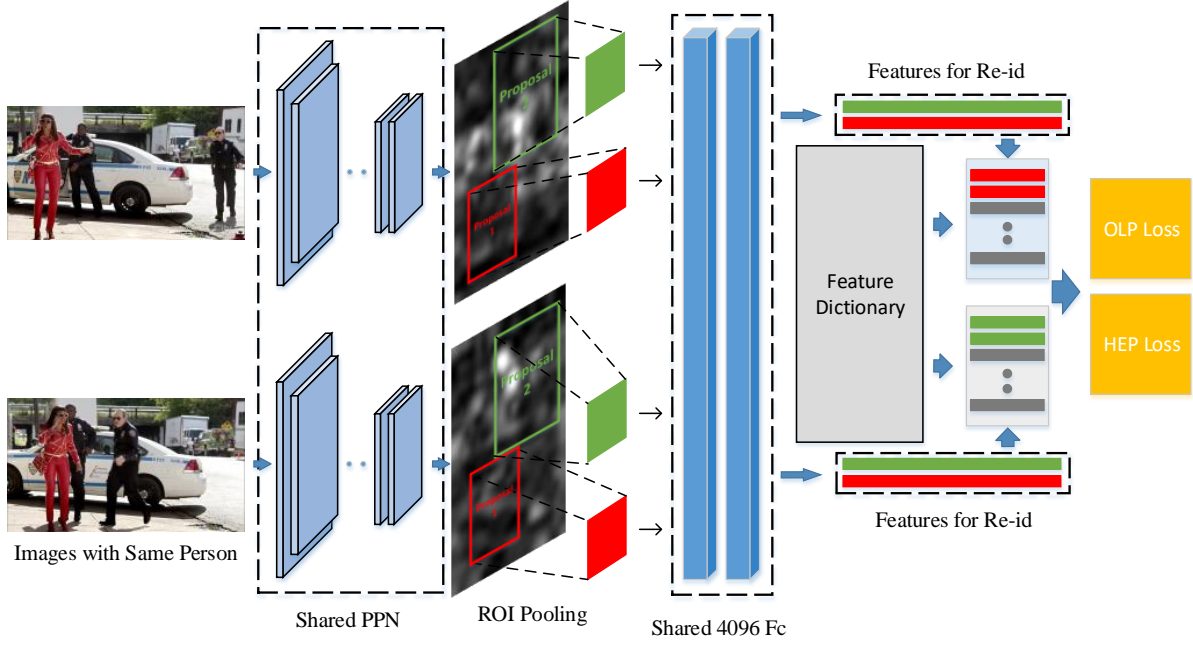 Features for Re-id
Proposal
2
Proposal
1
Feature
Dictionary
OLP Loss
HEP Loss
Proposal
2
Proposal
1
Features for Re-id
Images with Same Person
Shared PPN
ROI Pooling
Shared 4096 Fc